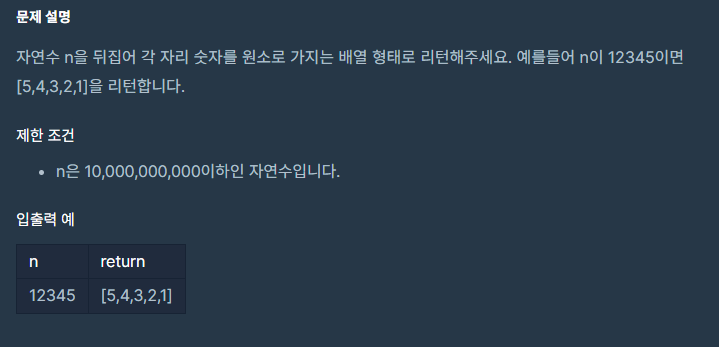 문제 설명
자연수 n을 뒤집어 각 자리 숫자를 원소로 가지는 배열 형태로 리턴해주세요. 예를들어 n이 12345이면
[5,4,3,2,1]을 리턴합니다.
제한 조건
• n은 10,000,000,000이하인 자연수입니다.
입출력 예
n return
12345 [5,4,3,2,1]